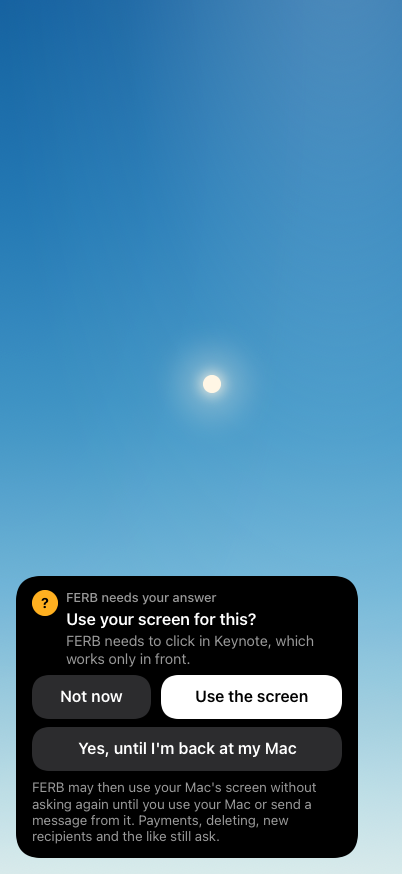 ?
FERB needs your answer
Use your screen for this?
FERB needs to click in Keynote, which
works only in front.
Not now
Use the screen
Yes, until I'm back at my Mac
FERB may then use your Mac's screen without
asking again until you use your Mac or send a
message from it. Payments, deleting, new
recipients and the like still ask.